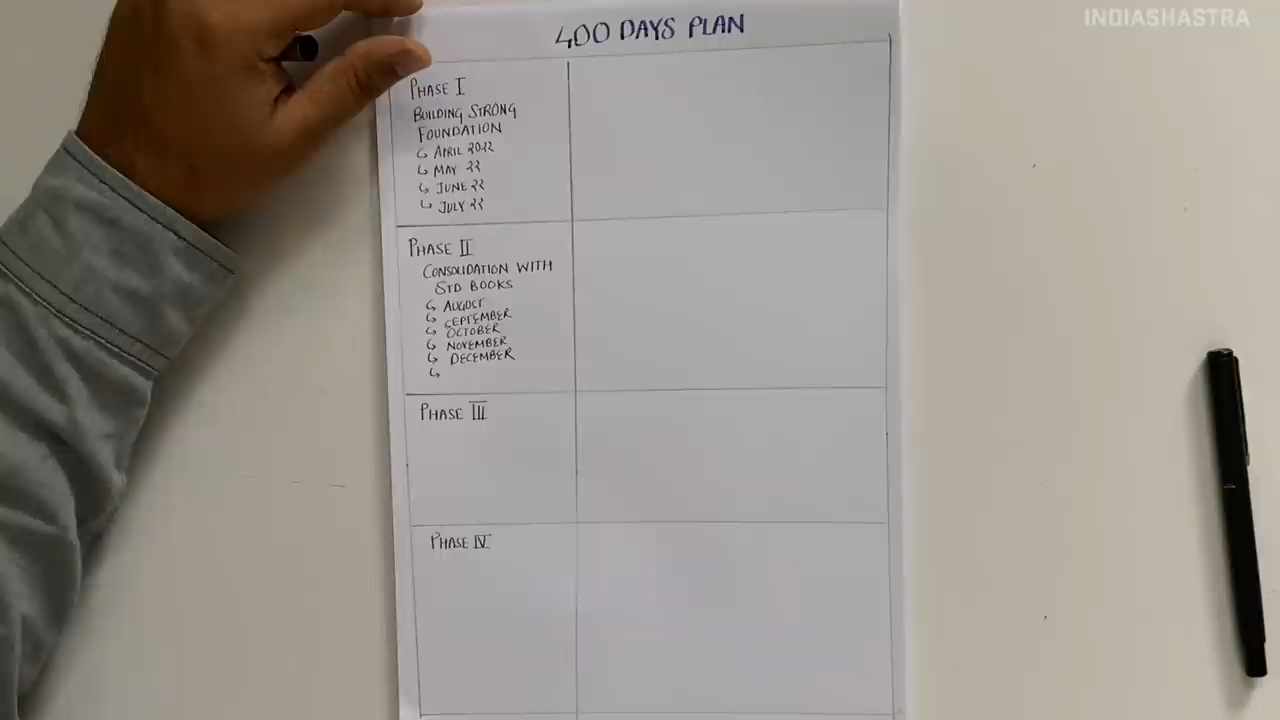 INDIASHASTRA
400 DAYS PLAN
PHASE I
BUILDING STRONG
FOUNDATION
↳ APRIL 2022
↳ MAY 22
↳ JUNE 22
↳ JULY 22
PHASE II
CONSOLIDATION WITH
STD BOOKS
↳ AUGUST
↳ SEPTEMBER
↳ OCTOBER
↳ NOVEMBER
↳ DECEMBER
↳
PHASE III
PHASE IV